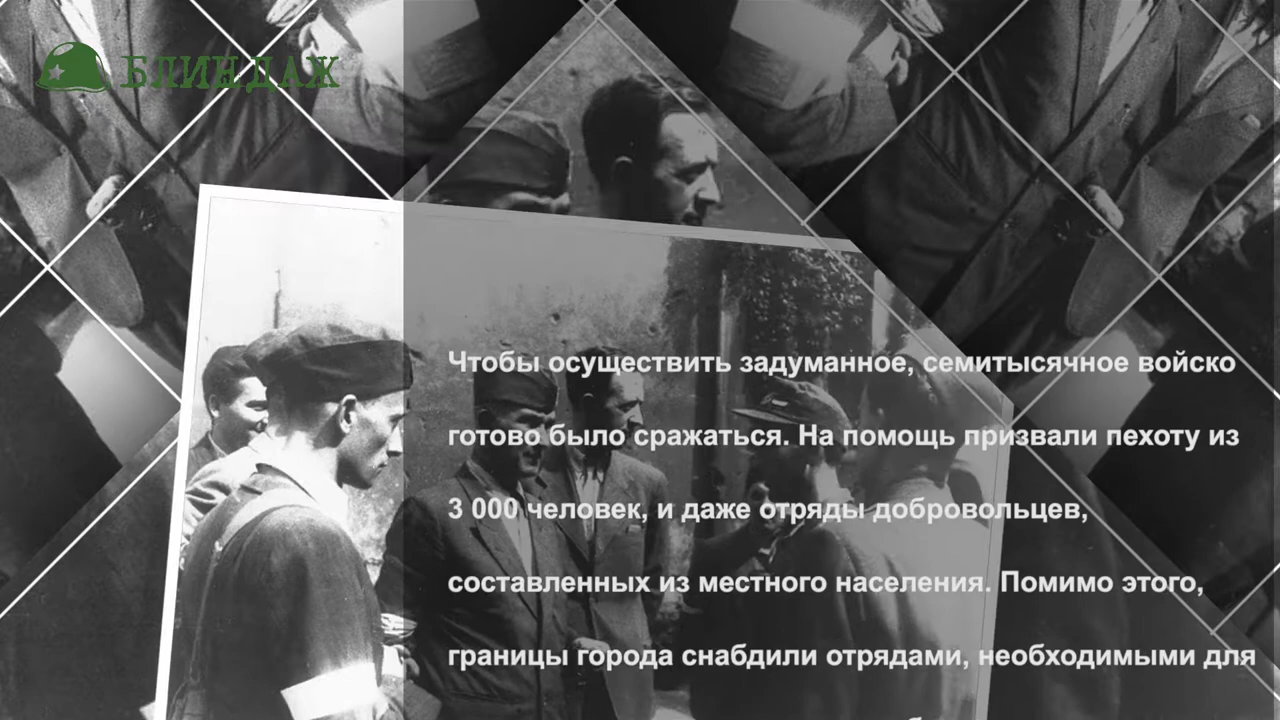 БЛИНДАЖ
Чтобы осуществить задуманное, семитысячное войско
готово было сражаться. На помощь призвали пехоту из
3 000 человек, и даже отряды добровольцев,
составленных из местного населения. Помимо этого,
границы города снабдили отрядами, необходимыми для